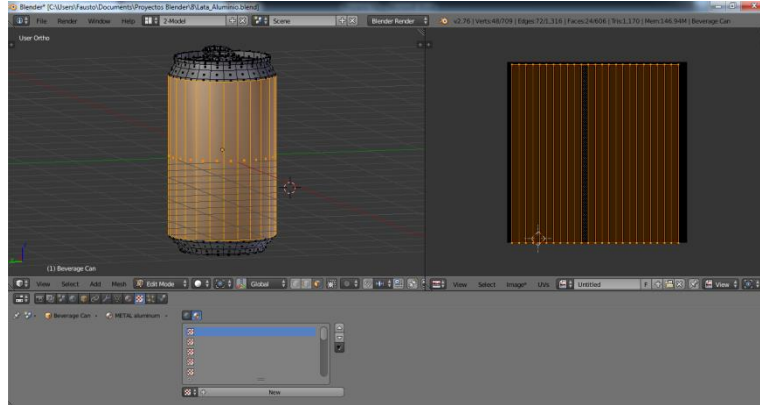 Blender* [C:\Users\Fausto\Documents\Proyectos Blender\8\Lata_Aluminio.blend]
File Render Window Help 2-Model Scene Blender Render v2.76 | Verts:48/709 | Edges:72/1,316 | Faces:24/606 | Tris:1,170 | Mem:146.94M | Beverage Can
User Ortho
(1) Beverage Can
View Select Add Mesh Edit Mode Global View Select Image* UVs Untitled F View
Beverage Can METAL aluminum
New